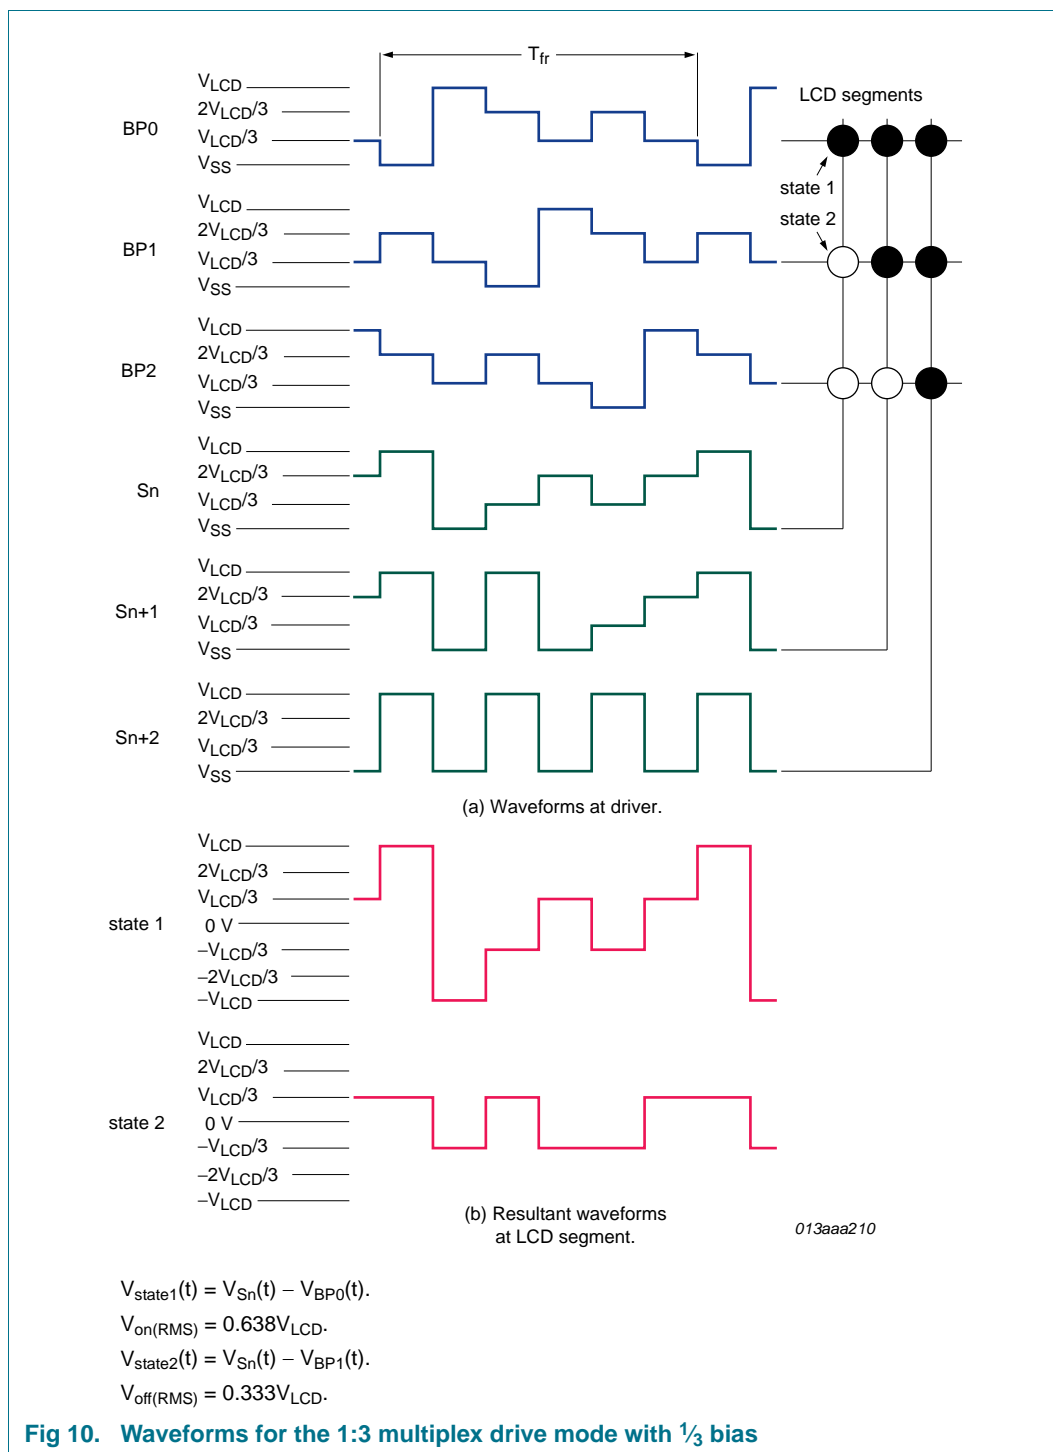 Tfr
VLCD
2VLCD/3
BP0
VLCD/3
VSS
LCD segments
state 1
VLCD
2VLCD/3
BP1
VLCD/3
VSS
state 2
VLCD
2VLCD/3
BP2
VLCD/3
VSS
VLCD
2VLCD/3
Sn
VLCD/3
VSS
VLCD
2VLCD/3
Sn+1
VLCD/3
VSS
VLCD
2VLCD/3
Sn+2
VLCD/3
VSS
(a) Waveforms at driver.
VLCD
2VLCD/3
VLCD/3
state 1
0 V
−VLCD/3
−2VLCD/3
−VLCD
VLCD
2VLCD/3
VLCD/3
state 2
0 V
−VLCD/3
−2VLCD/3
−VLCD
(b) Resultant waveforms
at LCD segment.
013aaa210
Vstate1(t) = VSn(t) − VBP0(t).
Von(RMS) = 0.638VLCD.
Vstate2(t) = VSn(t) − VBP1(t).
Voff(RMS) = 0.333VLCD.
Fig 10. Waveforms for the 1:3 multiplex drive mode with 1⁄3 bias